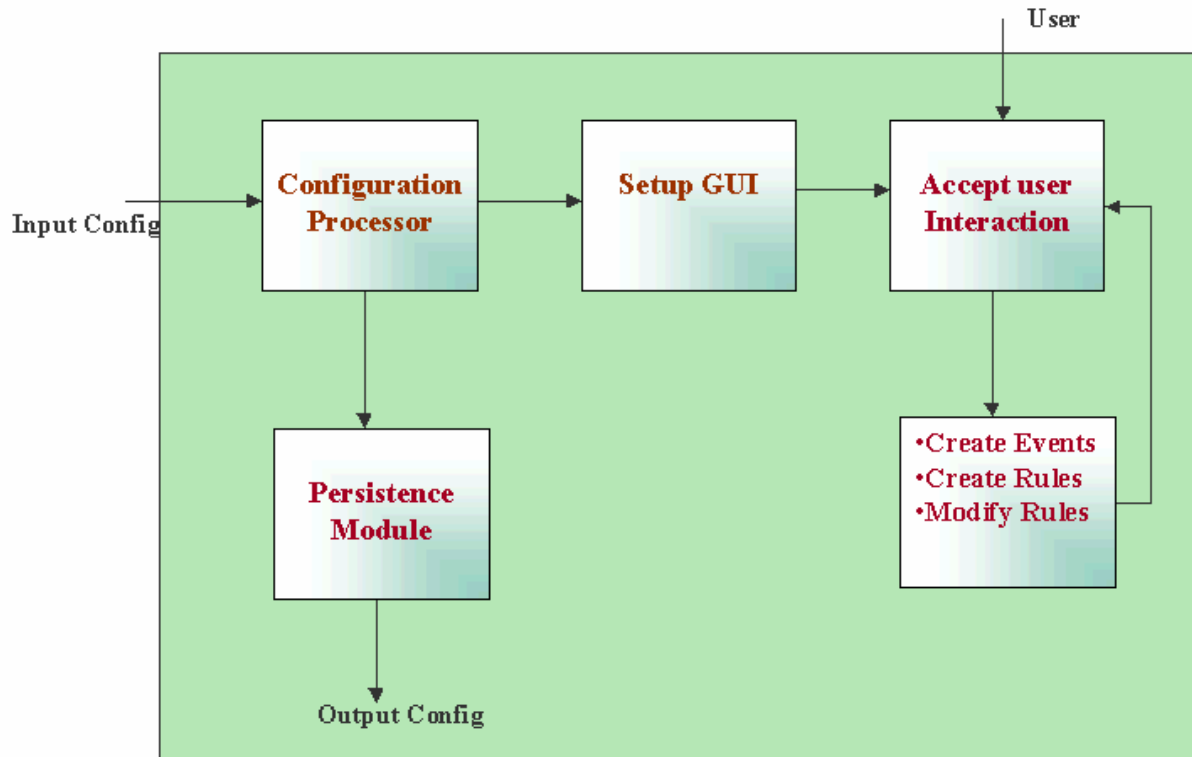 User
Configuration
Processor
Setup GUI
Accept user
Interaction
Input Config
Persistence
Module
•Create Events
•Create Rules
•Modify Rules
Output Config